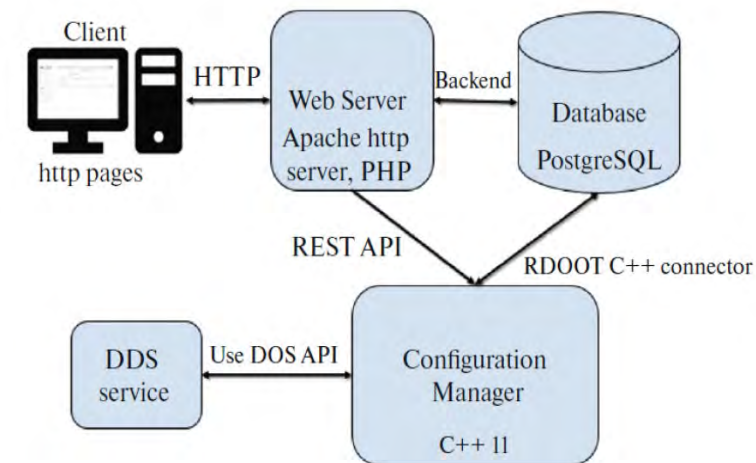 Client
HTTP
http pages
Web Server
Apache http
server, PHP
Backend
Database
PostgreSQL
REST API
RDOOT C++ connector
DDS
service
Use DOS API
Configuration
Manager
C++ 11